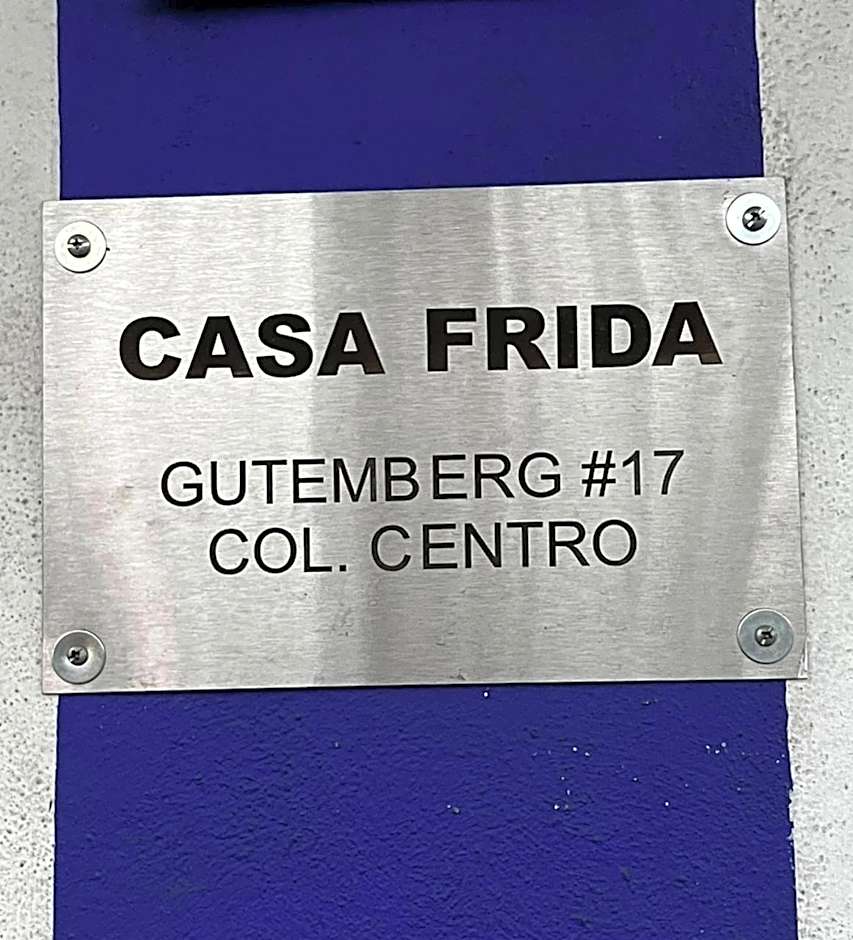 CASA FRIDA
GUTEMBERG #17
COL. CENTRO